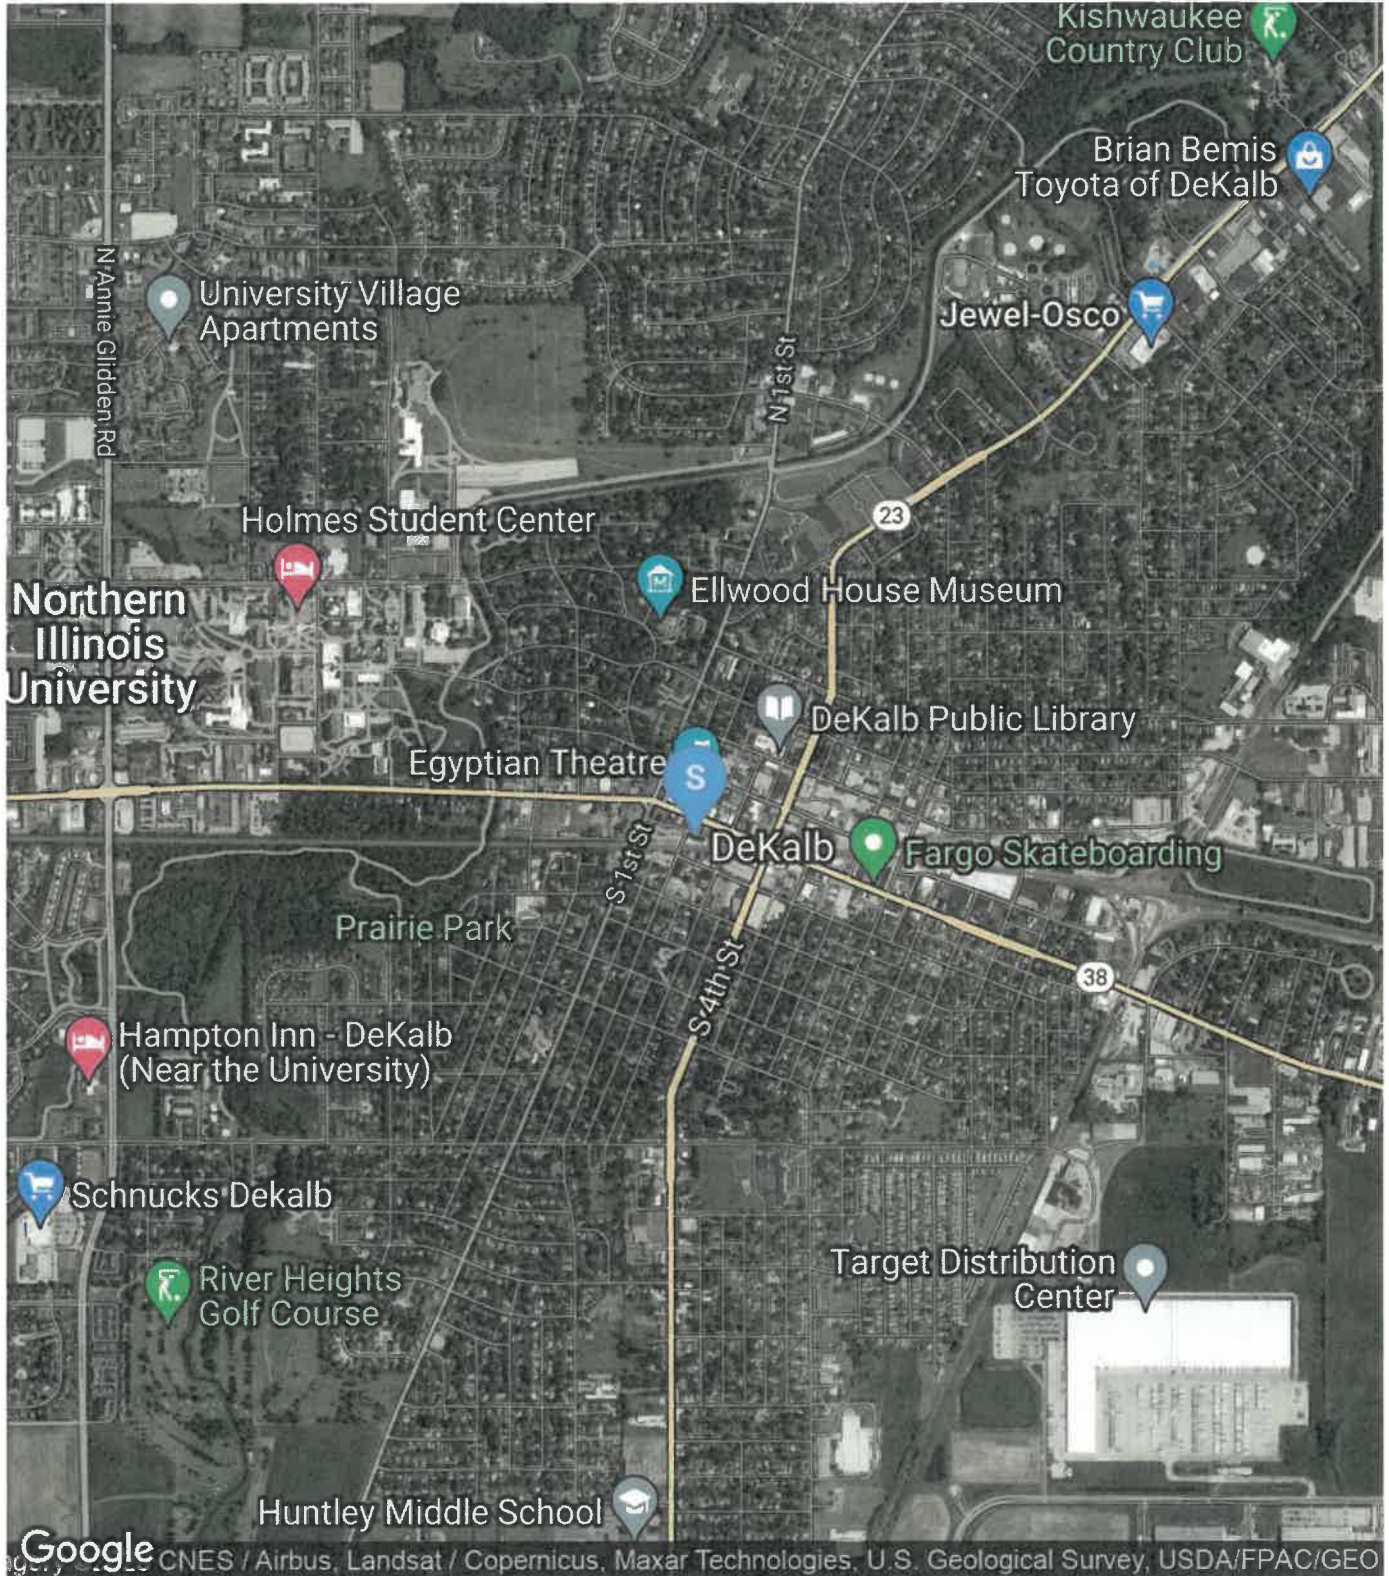 Kishwaukee
Country Club
Brian Bemis
Toyota of DeKalb
N Annie Glidden Rd
University Village
Apartments
Jewel-Osco
N 1st St
23
Holmes Student Center
Ellwood House Museum
Northern
Illinois
University
DeKalb Public Library
Egyptian Theatre
S
S 1st St
DeKalb
Fargo Skateboarding
Prairie Park
S 4th St
38
Hampton Inn - DeKalb
(Near the University)
Schnucks Dekalb
Target Distribution
Center
River Heights
Golf Course
Huntley Middle School
Google
CNES / Airbus, Landsat / Copernicus, Maxar Technologies, U.S. Geological Survey, USDA/FPAC/GEO